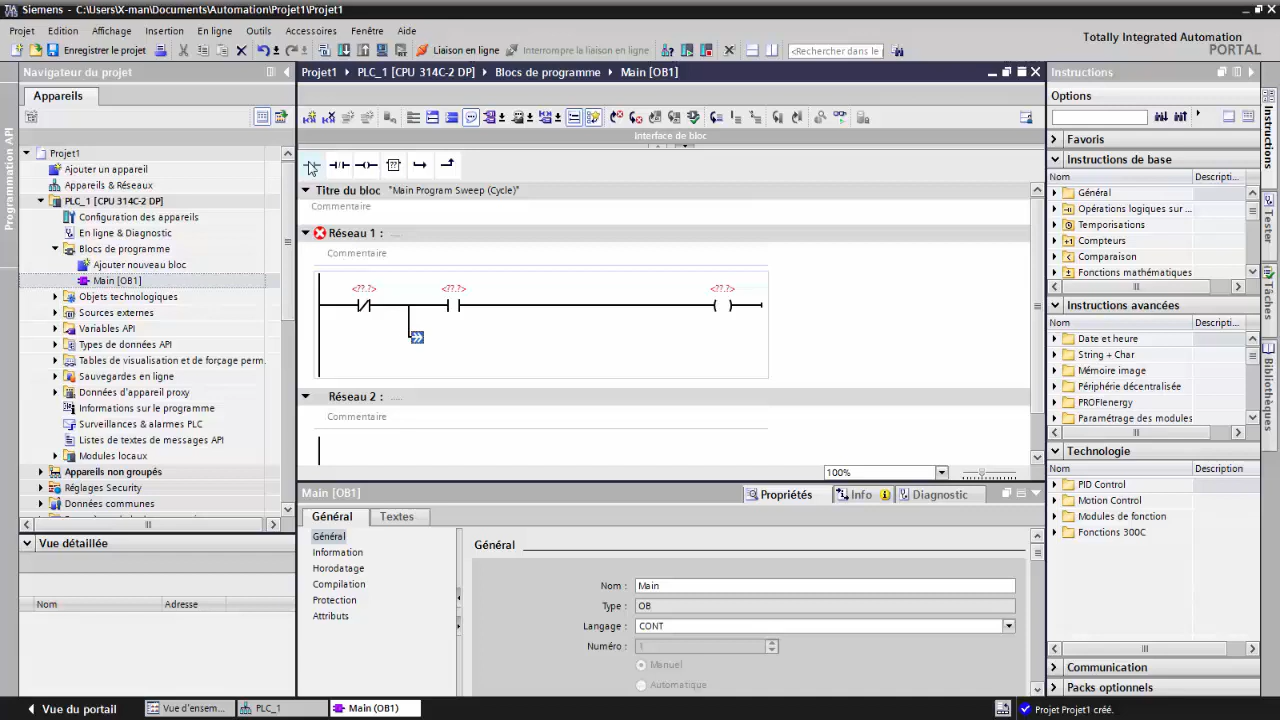 Siemens - C:\Users\X-man\Documents\Automation\Projet1\Projet1
Projet Edition Affichage Insertion En ligne Outils Accessoires Fenêtre Aide
Totally Integrated Automation
PORTAL
Enregistrer le projet
Liaison en ligne
Interrompre la liaison en ligne
<Rechercher dans le
Navigateur du projet
Projet1 PLC_1 [CPU 314C-2 DP] Blocs de programme Main [OB1]
Instructions
Appareils
Options
Programmation API
Interface de bloc
Projet1
Ajouter un appareil
Appareils & Réseaux
PLC_1 [CPU 314C-2 DP]
Configuration des appareils
En ligne & Diagnostic
Blocs de programme
Ajouter nouveau bloc
Main [OB1]
Objets technologiques
Sources externes
Variables API
Types de données API
Tables de visualisation et de forçage perm.
Sauvegardes en ligne
Données d'appareil proxy
Informations sur le programme
Surveillances & alarmes PLC
Listes de textes de messages API
Modules locaux
Appareils non groupés
Réglages Security
Données communes
Vue détaillée
Nom Adresse
Titre du bloc "Main Program Sweep (Cycle)"
Commentaire
Réseau 1 : .....
Commentaire
<??.?> <??.?> <??.?>
Réseau 2 : .....
Commentaire
100%
Main [OB1]
Propriétés Info Diagnostic
Général Textes
Général
Information
Horodatage
Compilation
Protection
Attributs
Général
Nom : Main
Type : OB
Langage : CONT
Numéro : 1
Manuel
Automatique
Favoris
Instructions de base
Nom Descripti...
Général
Opérations logiques sur ...
Temporisations
Compteurs
Comparaison
Fonctions mathématiques
Instructions avancées
Nom Descripti...
Date et heure
String + Char
Mémoire image
Périphérie décentralisée
PROFIenergy
Paramétrage des modules
Technologie
Nom Description
PID Control
Motion Control
Modules de fonction
Fonctions 300C
Communication
Packs optionnels
Instructions
Tester
Tâches
Bibliothèques
Vue du portail
Vue d'ensem...
PLC_1
Main (OB1)
Projet Projet1 créé.